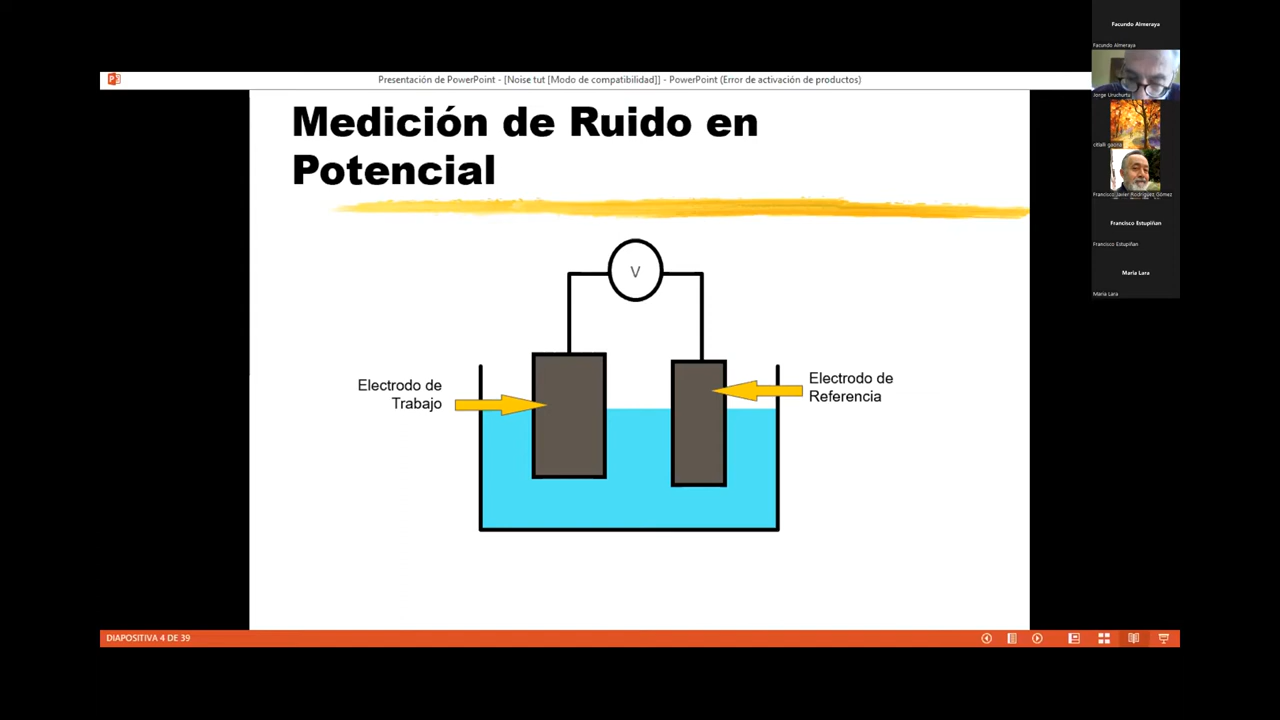 Presentación de PowerPoint - [Noise tut [Modo de compatibilidad]] - PowerPoint (Error de activación de productos)
Medición de Ruido en
Potencial
V
Electrodo de
Trabajo
Electrodo de
Referencia
DIAPOSITIVA 4 DE 39
Facundo Almeraya
Facundo Almeraya
Jorge Uruchurtu
citlalli gaona
Francisco Javier Rodríguez Gómez
Francisco Estupiñan
Francisco Estupiñan
Maria Lara
Maria Lara